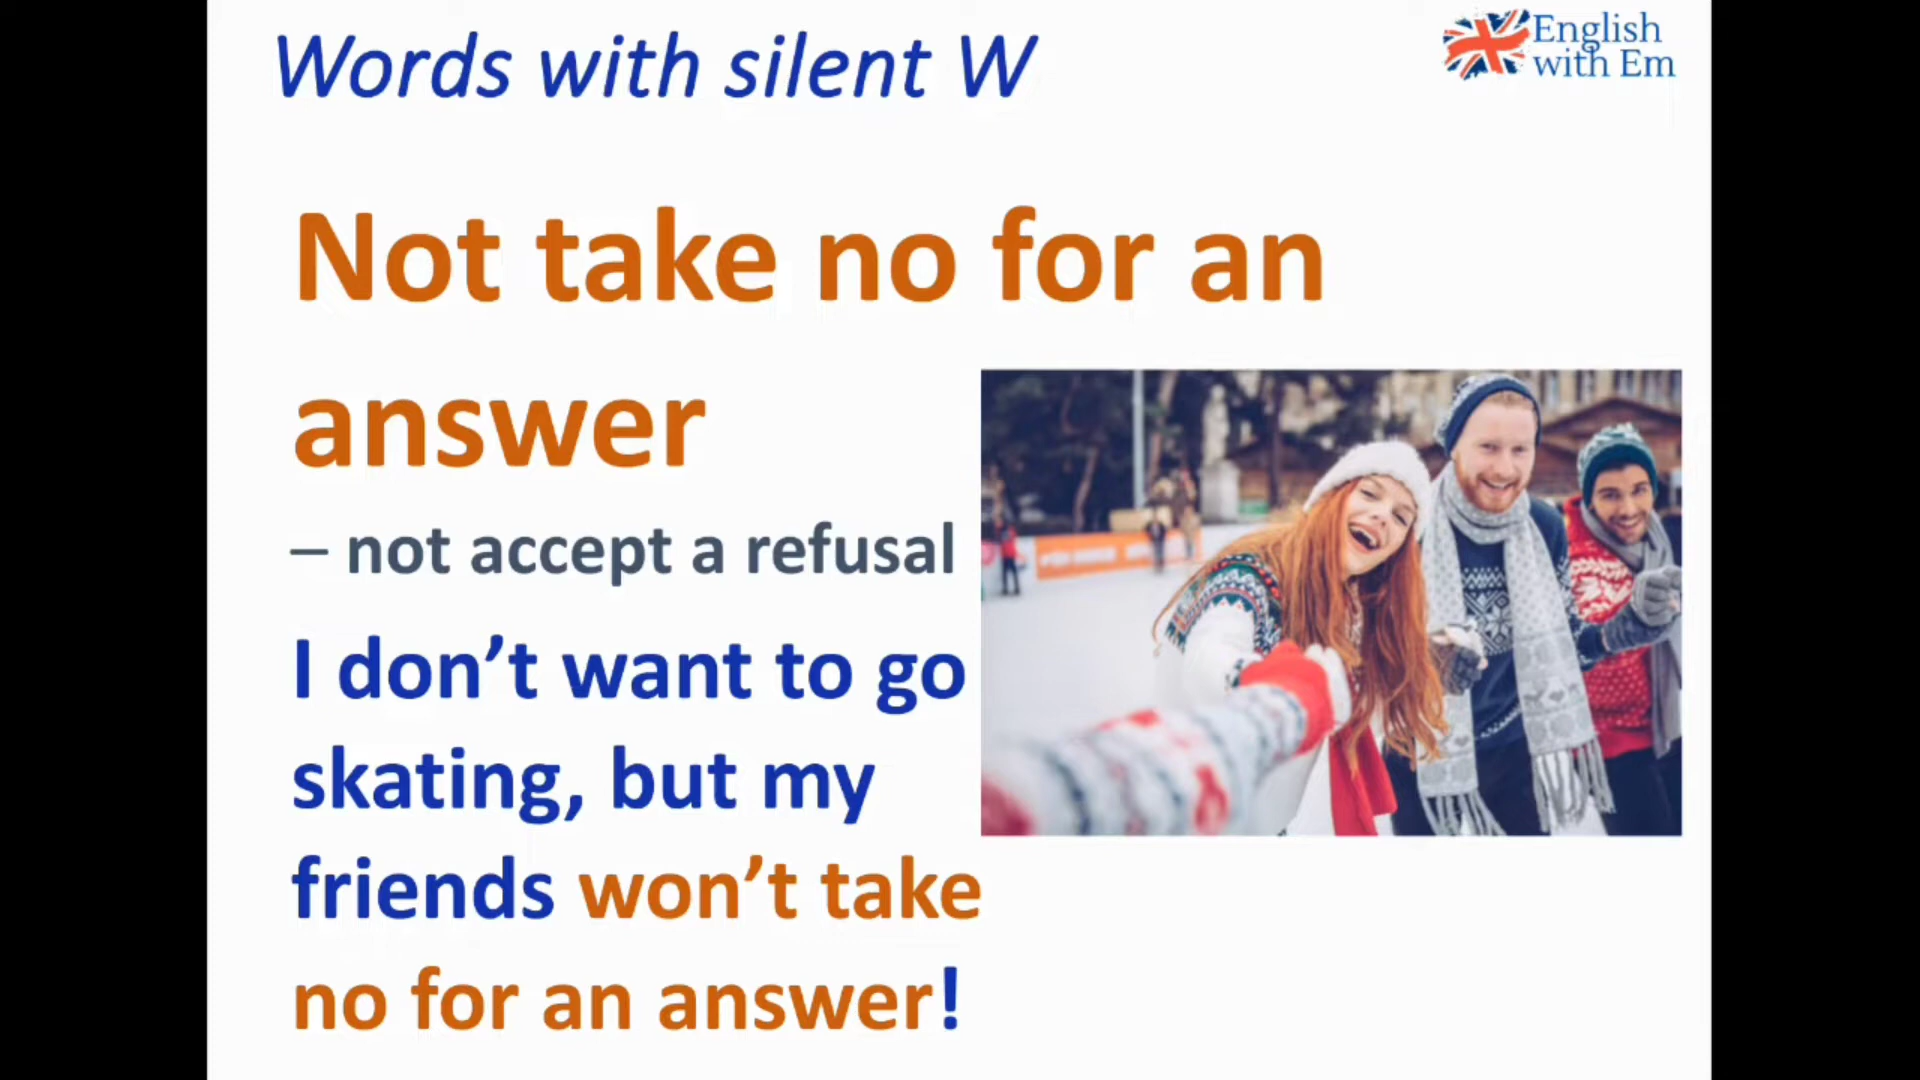 Words with silent W
English
with Em
Not take no for an
answer
– not accept a refusal
I don’t want to go
skating, but my
friends won’t take
no for an answer!